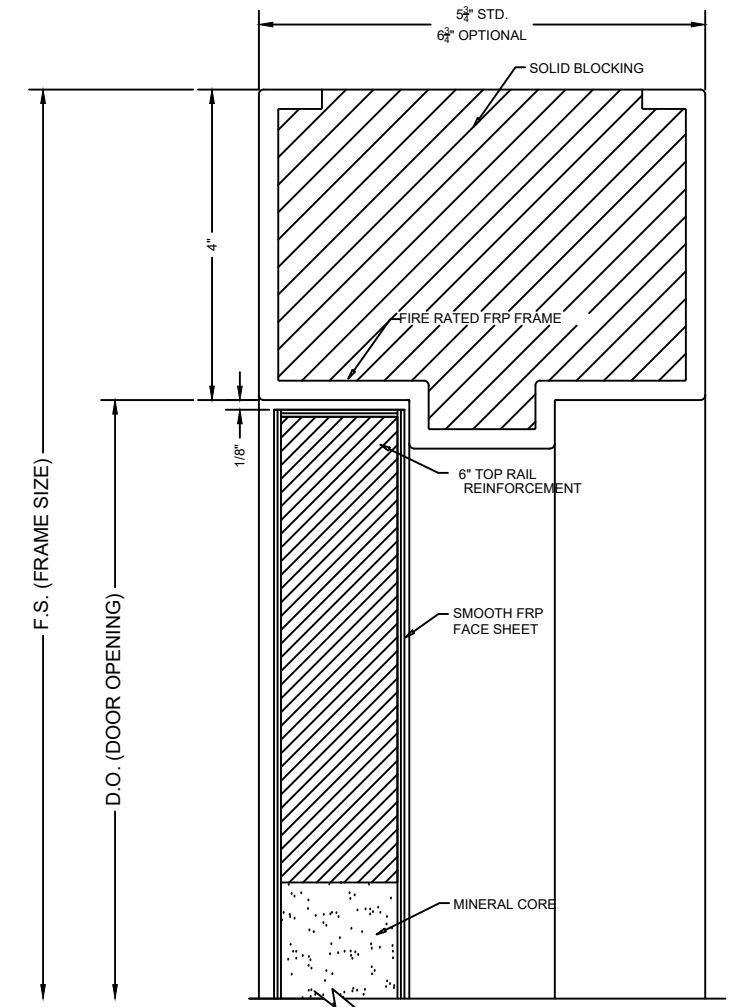 5¾" STD.
6¾" OPTIONAL
SOLID BLOCKING
4"
FIRE RATED FRP FRAME
1/8"
6" TOP RAIL
REINFORCEMENT
F.S. (FRAME SIZE)
D.O. (DOOR OPENING)
SMOOTH FRP
FACE SHEET
MINERAL CORE